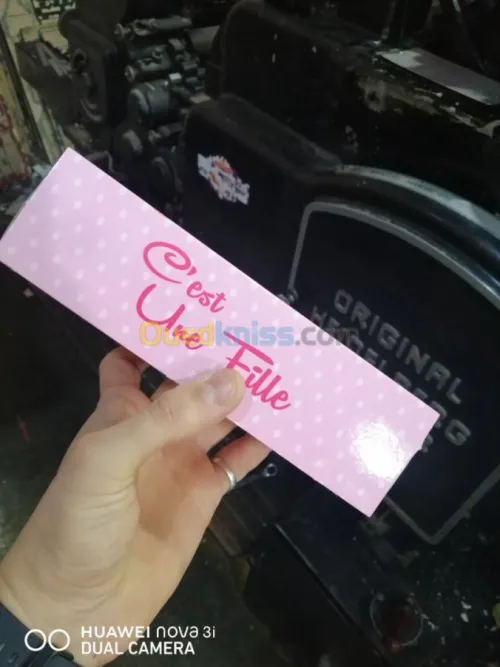 C'est
Une Fille
Ouedkniss.com
ORIGINAL
HEIDELBERG
HUAWEI nova 3i
DUAL CAMERA